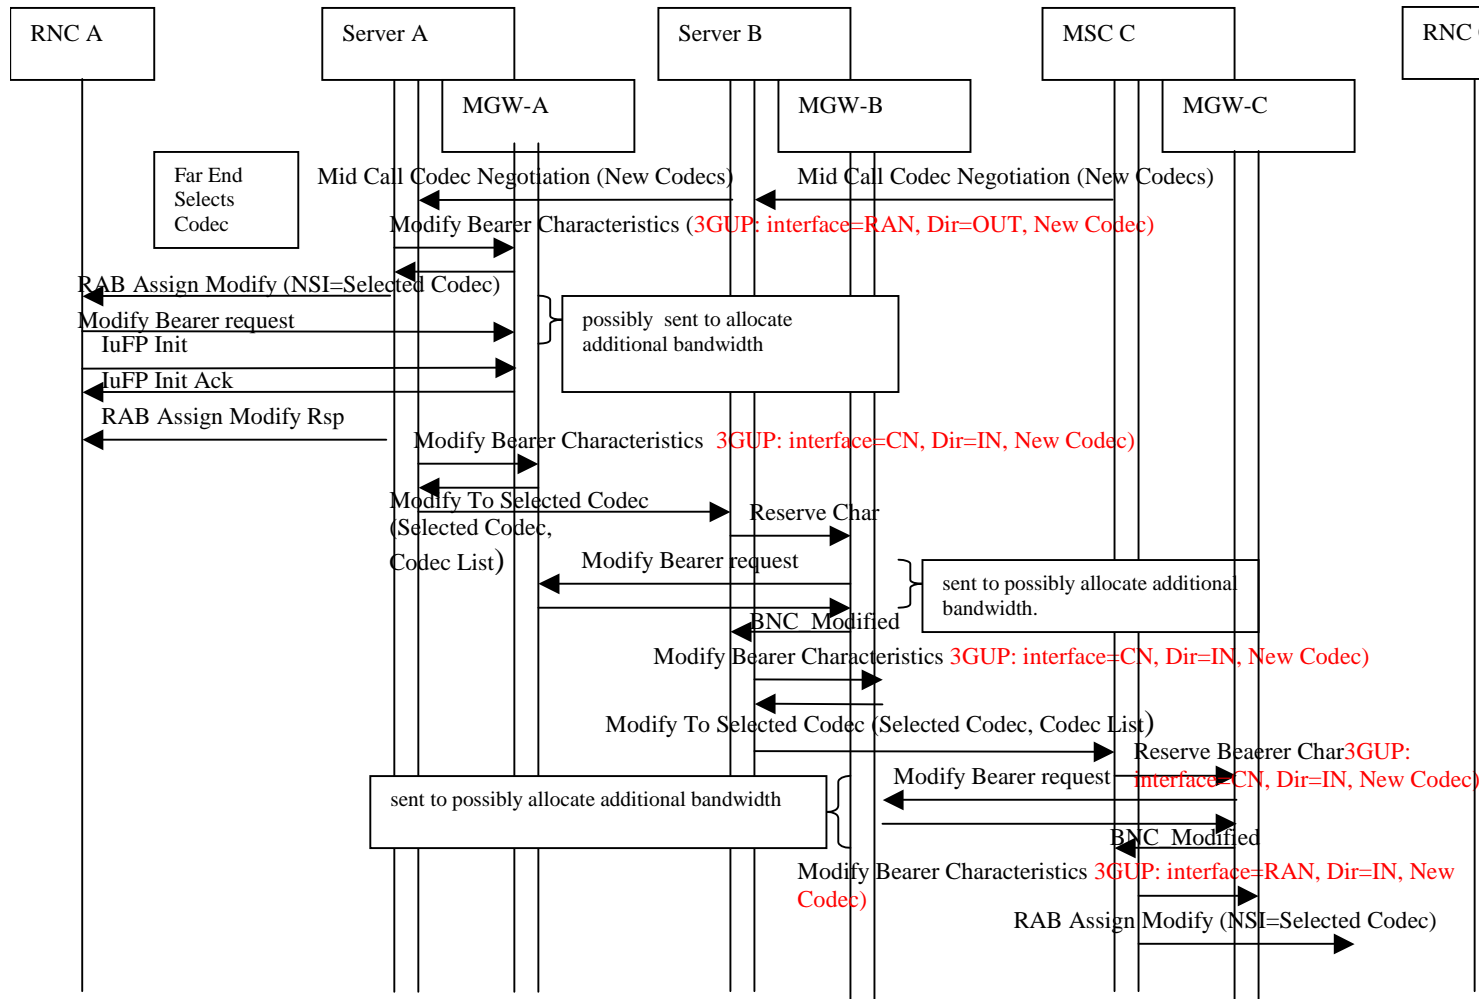 RNC A
Server A
Server B
MSC C
RNC
MGW-A
MGW-B
MGW-C
Far End
Selects
Codec
Mid Call Codec Negotiation (New Codecs)
Mid Call Codec Negotiation (New Codecs)
Modify Bearer Characteristics (3GUP: interface=RAN, Dir=OUT, New Codec)
RAB Assign Modify (NSI=Selected Codec)
Modify Bearer request
possibly sent to allocate
additional bandwidth
IuFP Init
IuFP Init Ack
RAB Assign Modify Rsp
Modify Bearer Characteristics 3GUP: interface=CN, Dir=IN, New Codec)
Modify To Selected Codec
(Selected Codec,
Codec List)
Reserve Char
Modify Bearer request
sent to possibly allocate additional
bandwidth.
BNC_Modified
Modify Bearer Characteristics 3GUP: interface=CN, Dir=IN, New Codec)
Modify To Selected Codec (Selected Codec, Codec List)
Reserve Beaerer Char3GUP:
interface=CN, Dir=IN, New Codec)
Modify Bearer request
sent to possibly allocate additional bandwidth
BNC_Modified
Modify Bearer Characteristics 3GUP: interface=RAN, Dir=IN, New
Codec)
RAB Assign Modify (NSI=Selected Codec)